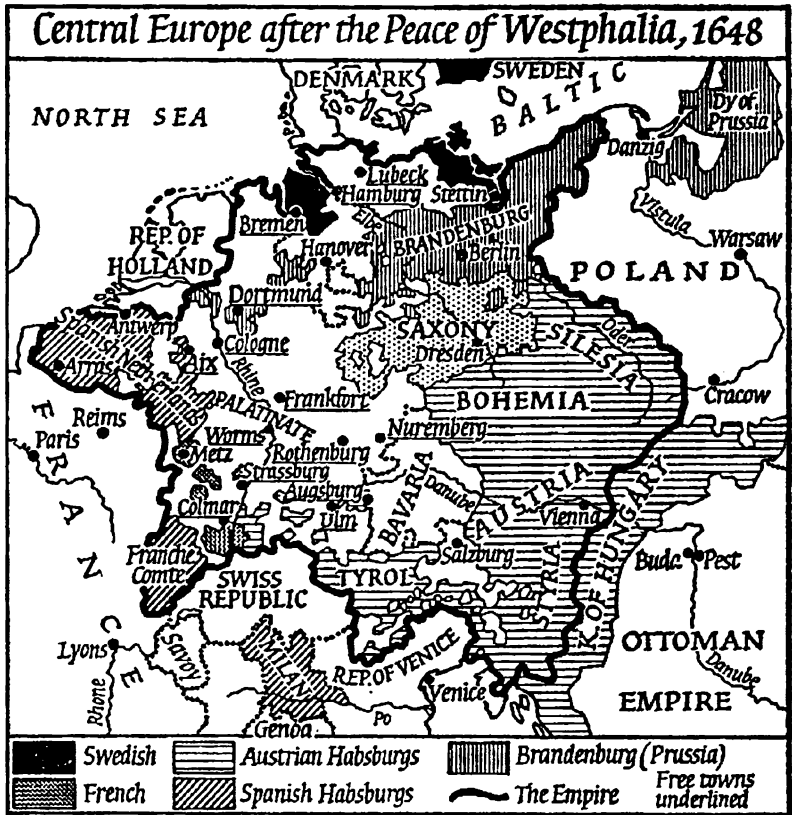 Central Europe after the Peace of Westphalia, 1648
DENMARK
SWEDEN
NORTH SEA
BALTIC
Dy of
Prussia
Danzig
Lübeck
Hamburg
Stettin
Elbe
Bremen
BRANDENBURG
Vistula
REP. OF
HOLLAND
Hanover
Berlin
Warsaw
POLAND
Dortmund
Antwerp
Spanish Netherlands
SAXONY
SILESIA
Oder
Cologne
Dresden
Arras
Aix
Rhine
Frankfort
BOHEMIA
Cracow
PALATINATE
Reims
Nuremberg
Worms
Rothenburg
Paris
Metz
Strassburg
FRANCE
Augsburg
BAVARIA
Danube
AUSTRIA
Colmar
Ulm
Vienna
K. OF HUNGARY
Franche
Comte
Salzburg
Buda
Pest
SWISS
REPUBLIC
TYROL
STYRIA
Lyons
Savoy
MILAN
REP. OF VENICE
OTTOMAN
EMPIRE
Danube
Rhone
Venice
Po
Genoa
Swedish
Austrian Habsburgs
Brandenburg (Prussia)
French
Spanish Habsburgs
The Empire
Free towns
underlined